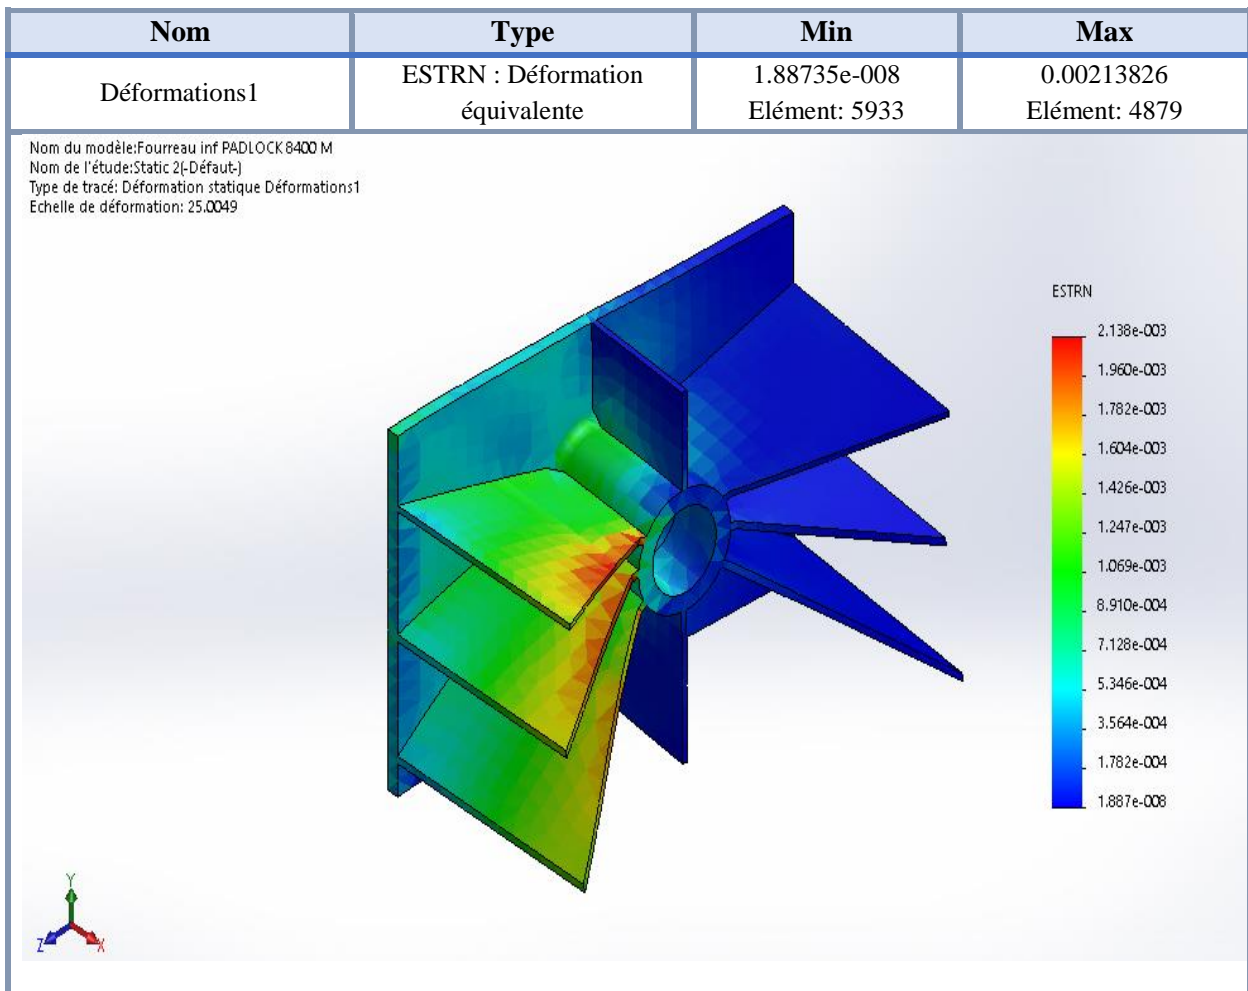 Nom Type Min Max
Déformations1
ESTRN : Déformation
équivalente
1.88735e-008
Elément: 5933
0.00213826
Elément: 4879
Nom du modèle:Fourreau inf PADLOCK 8400 M
Nom de l'étude:Static 2(-Défaut-)
Type de tracé: Déformation statique Déformations1
Echelle de déformation: 25.0049
ESTRN
2.138e-003
1.960e-003
1.782e-003
1.604e-003
1.426e-003
1.247e-003
1.069e-003
8.910e-004
7.128e-004
5.346e-004
3.564e-004
1.782e-004
1.887e-008
Y
Z
X